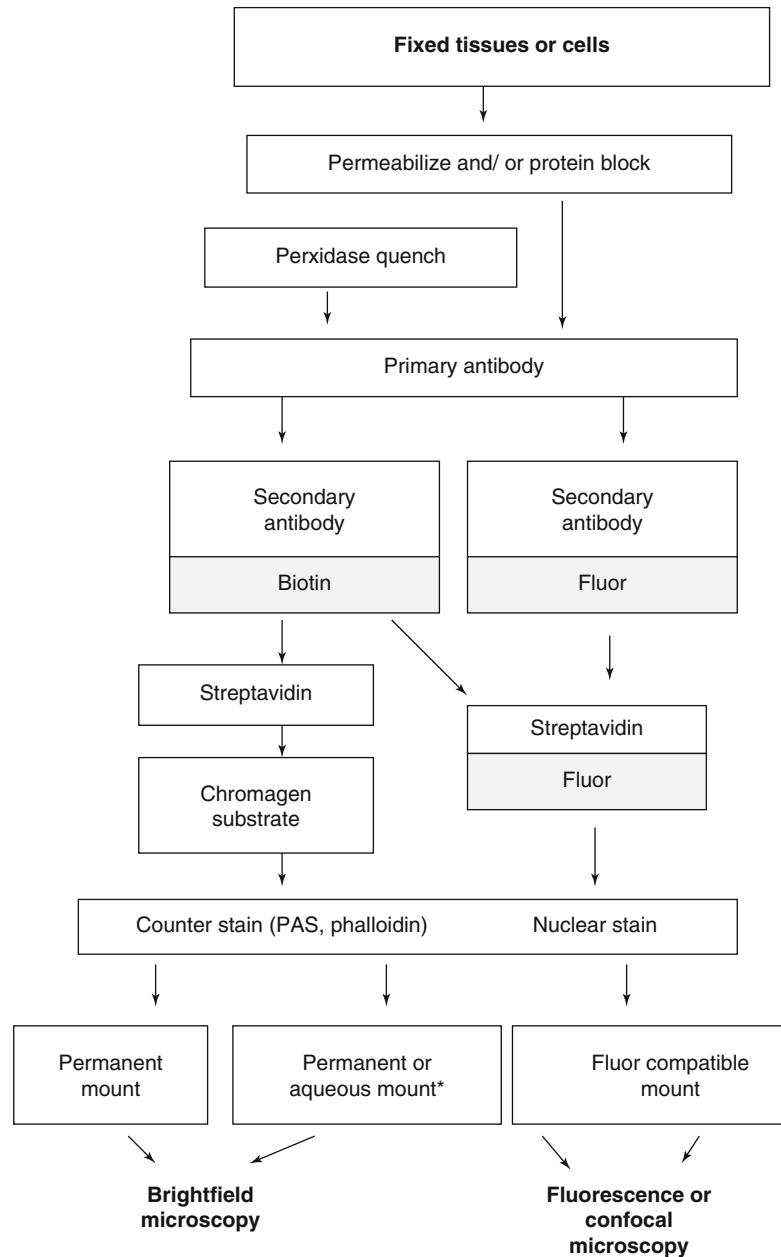 Fixed tissues or cells
Permeabilize and/ or protein block
Perxidase quench
Primary antibody
Secondary
antibody
Biotin
Secondary
antibody
Fluor
Streptavidin
Streptavidin
Fluor
Chromagen
substrate
Counter stain (PAS, phalloidin)
Nuclear stain
Permanent
mount
Permanent or
aqueous mount*
Fluor compatible
mount
Brightfield
microscopy
Fluorescence or
confocal
microscopy